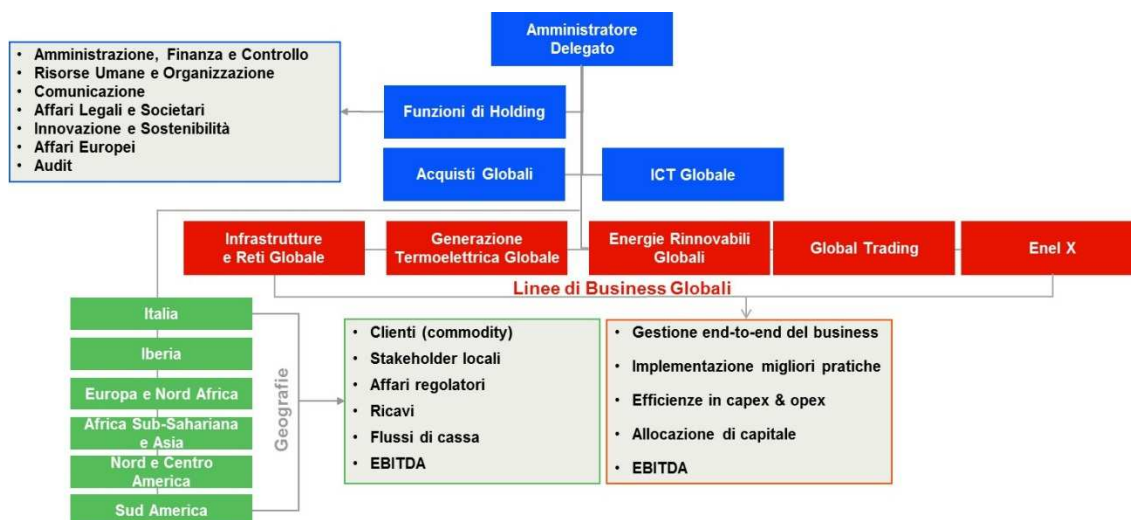 Amministratore
Delegato
• Amministrazione, Finanza e Controllo
• Risorse Umane e Organizzazione
• Comunicazione
• Affari Legali e Societari
• Innovazione e Sostenibilità
• Affari Europei
• Audit
Funzioni di Holding
Acquisti Globali
ICT Globale
Infrastrutture
e Reti Globale
Generazione
Termoelettrica Globale
Energie Rinnovabili
Globali
Global Trading
Enel X
Linee di Business Globali
Italia
Iberia
Europa e Nord Africa
Africa Sub-Sahariana
e Asia
Nord e Centro
America
Sud America
Geografie
• Clienti (commodity)
• Stakeholder locali
• Affari regolatori
• Ricavi
• Flussi di cassa
• EBITDA
• Gestione end-to-end del business
• Implementazione migliori pratiche
• Efficienze in capex & opex
• Allocazione di capitale
• EBITDA